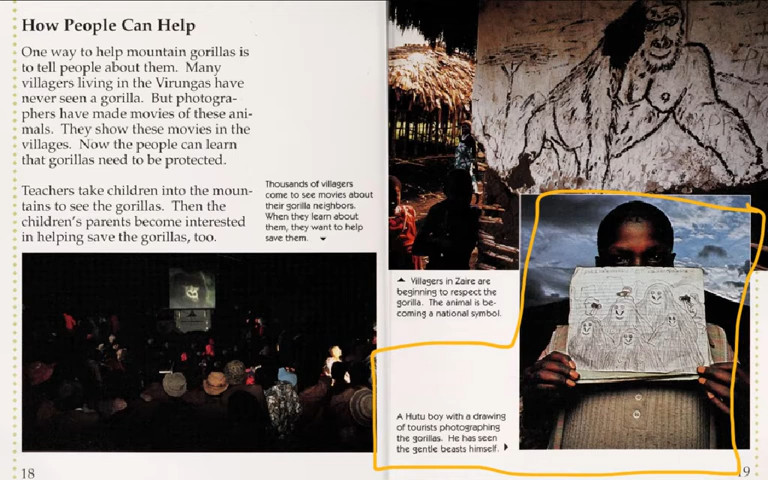 How People Can Help
One way to help mountain gorillas is
to tell people about them. Many
villagers living in the Virungas have
never seen a gorilla. But photogra-
phers have made movies of these ani-
mals. They show these movies in the
villages. Now the people can learn
that gorillas need to be protected.
Teachers take children into the moun-
tains to see the gorillas. Then the
children's parents become interested
in helping save the gorillas, too.
Thousands of villagers
come to see movies about
their gorilla neighbors.
When they learn about
them, they want to help
save them.
18
Villagers in Zaire are
beginning to respect the
gorilla. The animal is be-
coming a national symbol.
A Hutu boy with a drawing
of tourists photographing
the gorillas. He has seen
the gentle beasts himself.
19